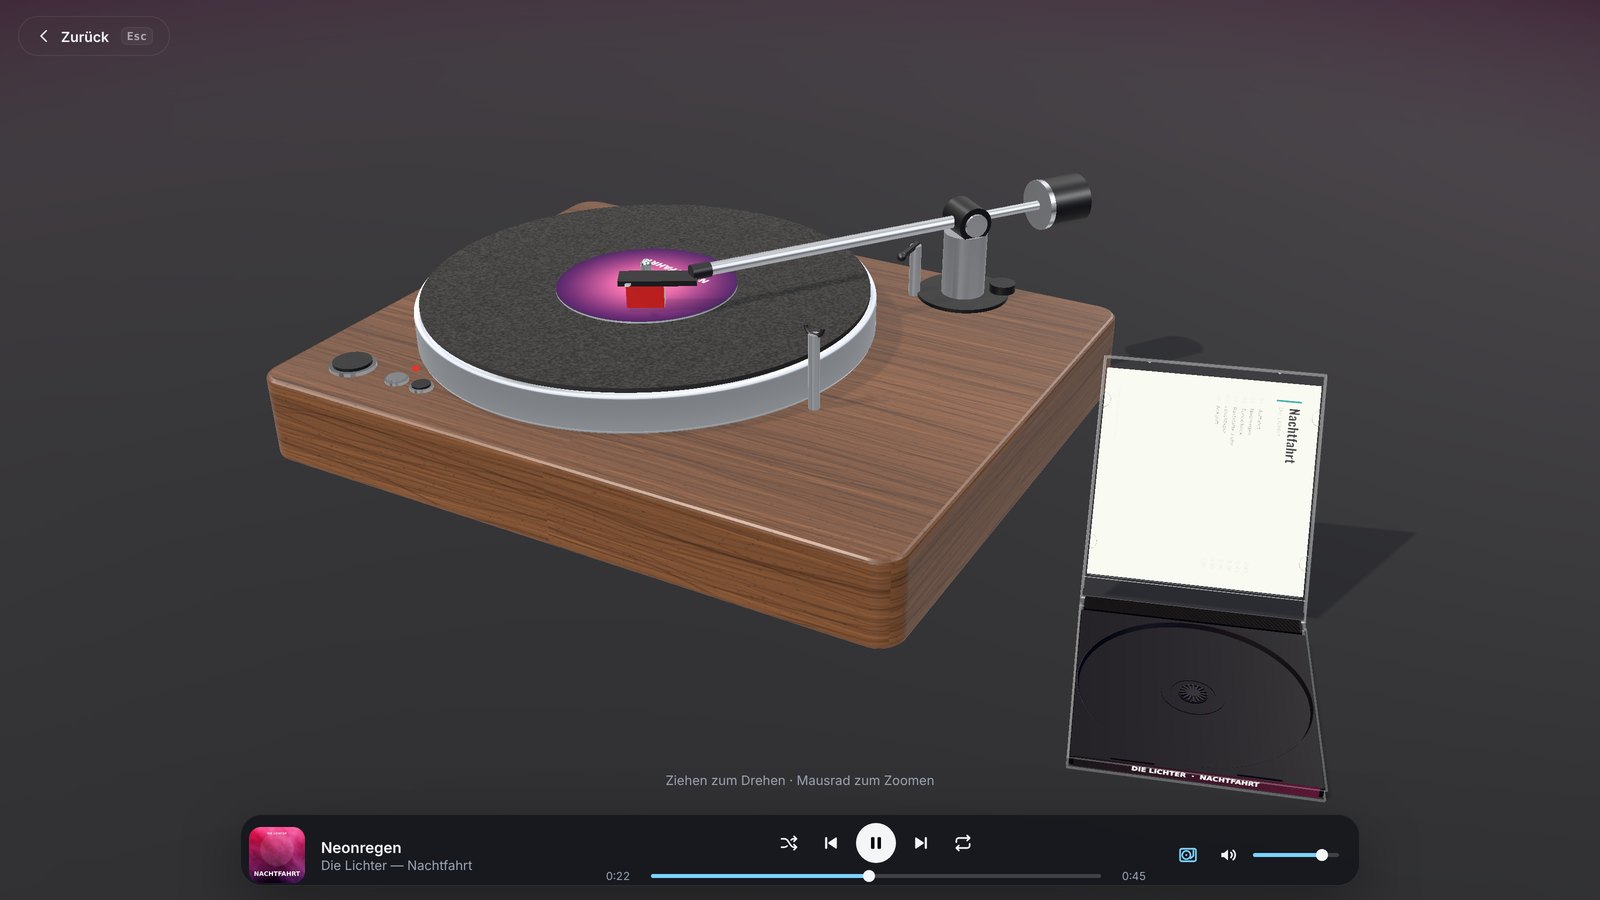 Zurück Esc
FAHRT
Nachtfahrt
DIE LICHTER · NACHTFAHRT
Ziehen zum Drehen · Mausrad zum Zoomen
NACHTFAHRT
Neonregen
Die Lichter — Nachtfahrt
0:22
0:45